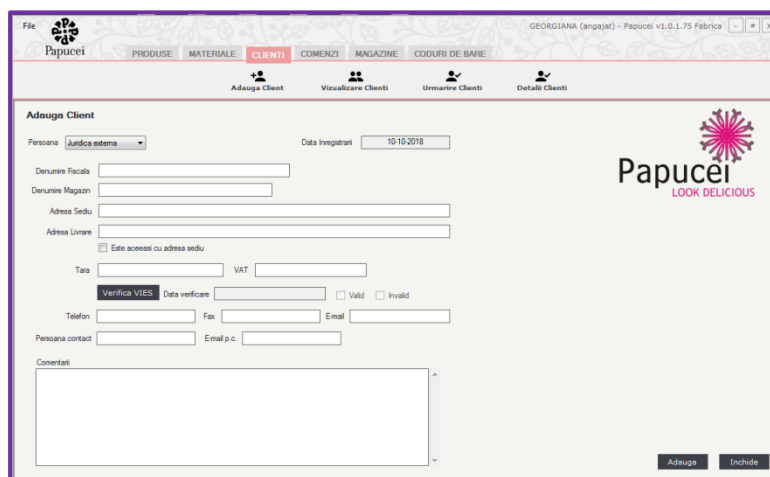 File
GEORGIANA (angajat) - Papucei v1.0.1.75 Fabrica - # X
Papucei
PRODUSE MATERIALE CLIENTI COMENZI MAGAZINE CODURI DE BARE
Adauga Client Vizualizare Clienti Urmarire Clienti Detalii Clienti
Adauga Client
Persoana Juridica externa Data Inregistrarii 10-10-2018
Papucei
LOOK DELICIOUS
Denumire Fiscala
Denumire Magazin
Adresa Sediu
Adresa Livrare
Este aceeasi cu adresa sediu
Tara VAT
Verifica VIES Data verificare Valid Invalid
Telefon Fax E-mail
Persoana contact E-mail p.c.
Comentarii
Adauga Inchide